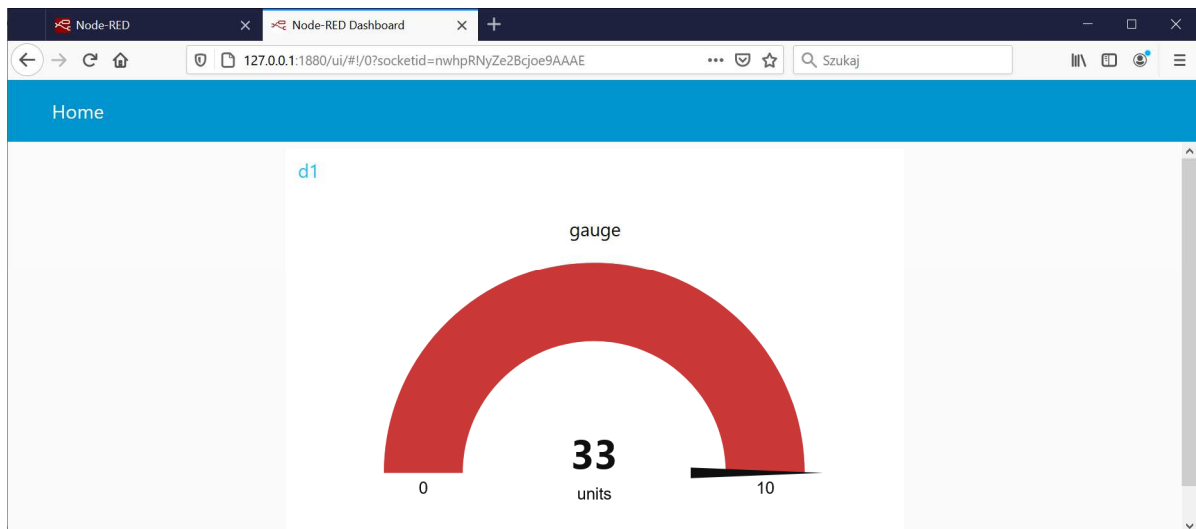 Node-RED
Node-RED Dashboard
127.0.0.1:1880/ui/#!/0?socketid=nwhpRNyZe2Bcjoe9AAAE
Szukaj
Home
d1
gauge
33
units
0
10